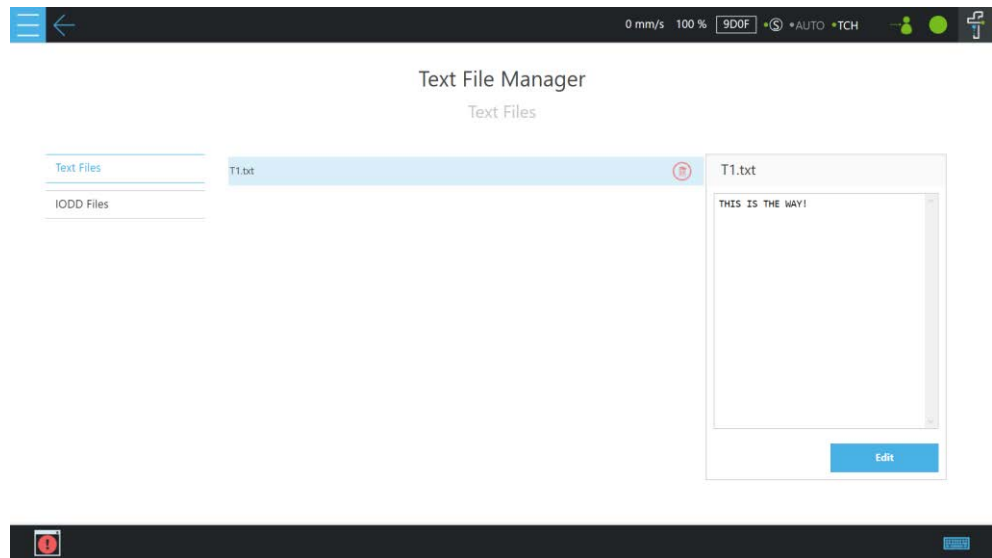 0 mm/s 100 % 9D0F S AUTO TCH
Text File Manager
Text Files
Text Files
IODD Files
T1.txt
T1.txt
THIS IS THE WAY!
Edit